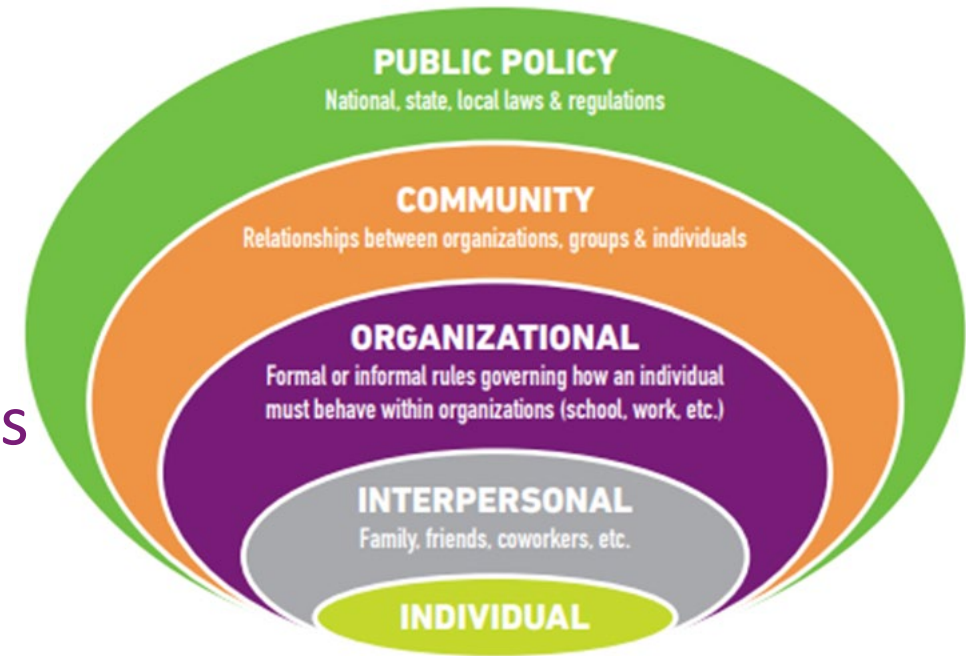 PUBLIC POLICY
National, state, local laws & regulations
COMMUNITY
Relationships between organizations, groups & individuals
ORGANIZATIONAL
Formal or informal rules governing how an individual
must behave within organizations (school, work, etc.)
s
INTERPERSONAL
Family, friends, coworkers, etc.
INDIVIDUAL